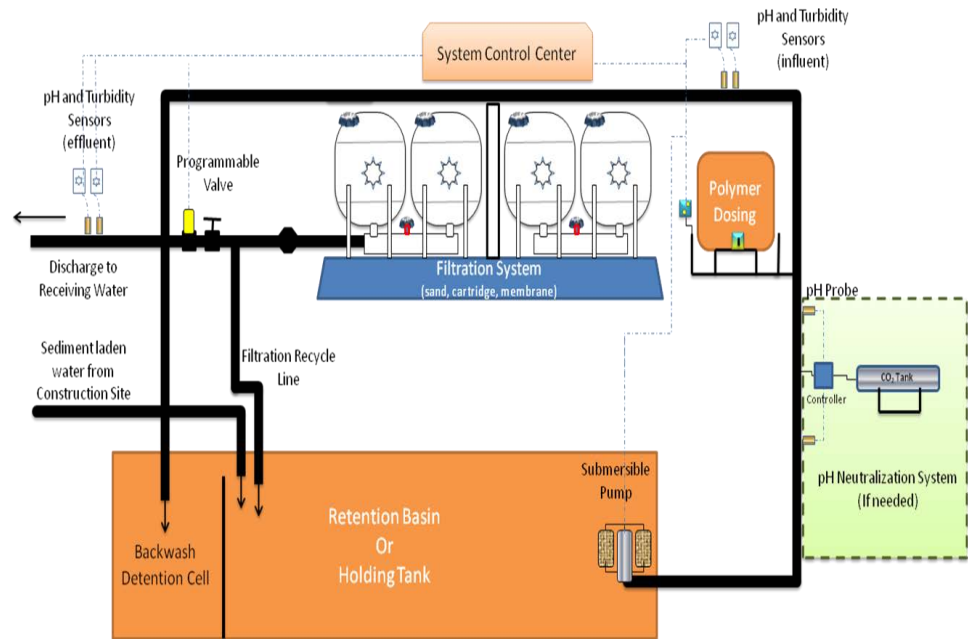 System Control Center
pH and Turbidity
Sensors
(influent)
pH and Turbidity
Sensors
(effluent)
Programmable
Valve
Polymer
Dosing
Discharge to
Receiving Water
Filtration System
(sand, cartridge, membrane)
pH Probe
Sediment laden
water from
Construction Site
Filtration Recycle
Line
CO₂ Tank
Controller
Submersible
Pump
pH Neutralization System
(If needed)
Retention Basin
Or
Holding Tank
Backwash
Detention Cell